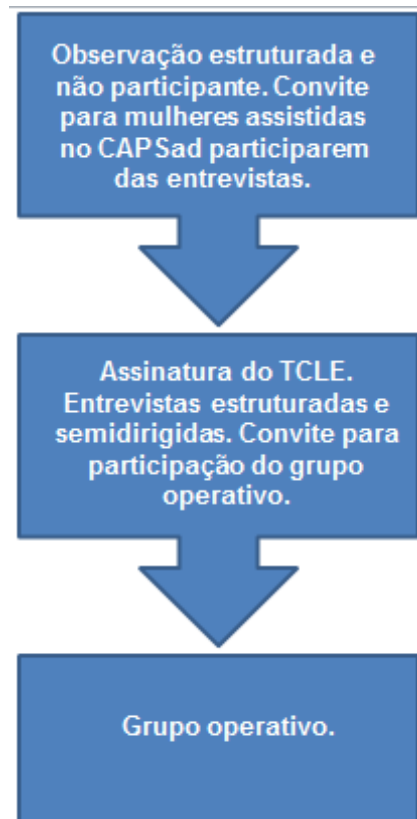 Observação estruturada e
não participante. Convite
para mulheres assistidas
no CAPSad participarem
das entrevistas.
Assinatura do TCLE.
Entrevistas estruturadas e
semidirigidas. Convite para
participação do grupo
operativo.
Grupo operativo.